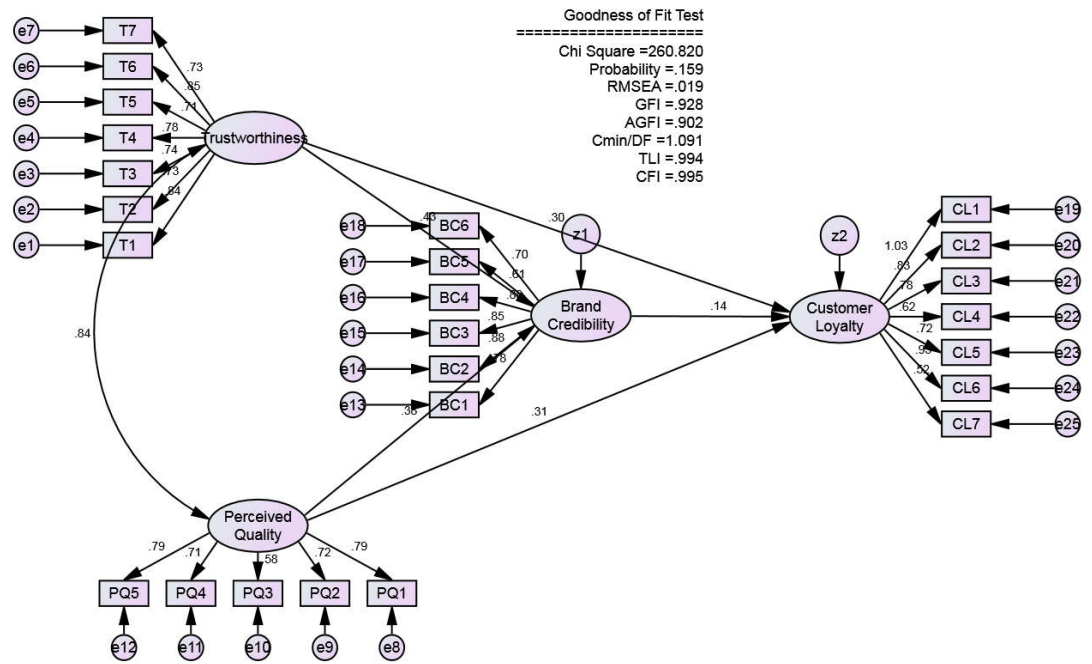 Goodness of Fit Test
=====================
Chi Square =260.820
Probability =.159
RMSEA =.019
GFI =.928
AGFI =.902
Cmin/DF =1.091
TLI =.994
CFI =.995
e7 T7 .73
e6 T6 .85
e5 T5 .71
e4 T4 .78
e3 T3 .74
.73
e2 T2 .84
e1 T1
Trustworthiness
.84
.43
.30
e18 BC6 .70
e17 BC5 .61
e16 BC4
e15 BC3 .85
e14 BC2 .88
.78
e13 BC1
z1
Brand
Credibility
.14
z2
Customer
Loyalty
1.03 CL1 e19
.83 CL2 e20
.78 CL3 e21
.62 CL4 e22
.72 CL5 e23
CL6 e24
.52 CL7 e25
.31
Perceived
Quality
.79 .71 .58 .72 .79
PQ5 PQ4 PQ3 PQ2 PQ1
e12 e11 e10 e9 e8